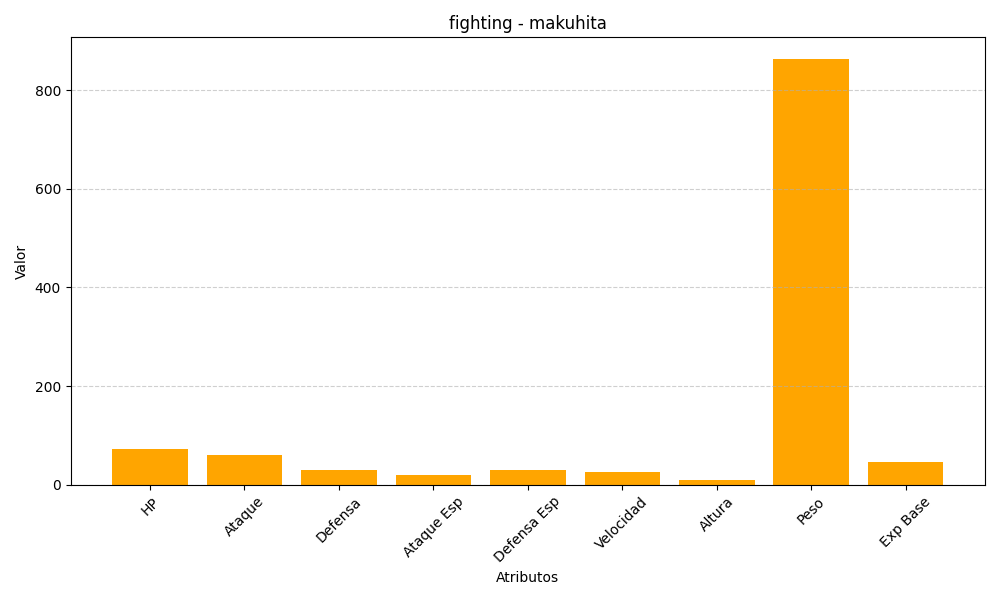 fighting - makuhita
Valor
800
600
400
200
0
HP
Ataque
Defensa
Ataque Esp
Defensa Esp
Velocidad
Altura
Peso
Exp Base
Atributos